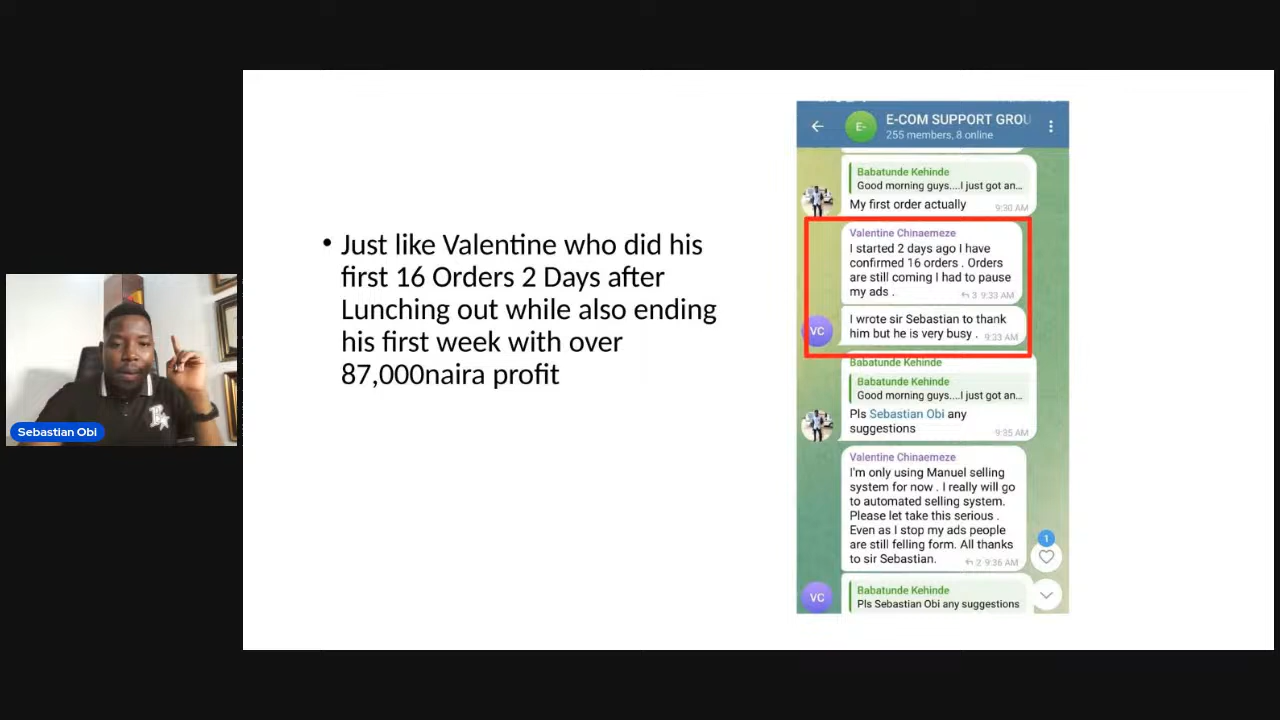 • Just like Valentine who did his
first 16 Orders 2 Days after
Lunching out while also ending
his first week with over
87,000naira profit
Sebastian Obi
E-
E-COM SUPPORT GROU
255 members, 8 online
Babatunde Kehinde
Good morning guys....I just got an...
My first order actually
9:30 AM
Valentine Chinaemeze
I started 2 days ago I have
confirmed 16 orders . Orders
are still coming I had to pause
my ads .
3 9:33 AM
I wrote sir Sebastian to thank
him but he is very busy .
9:33 AM
VC
Babatunde Kehinde
Babatunde Kehinde
Good morning guys....I just got an...
Pls Sebastian Obi any
suggestions
9:35 AM
Valentine Chinaemeze
I'm only using Manuel selling
system for now . I really will go
to automated selling system.
Please let take this serious .
Even as I stop my ads people
are still felling form. All thanks
to sir Sebastian.
2 9:36 AM
1
VC
Babatunde Kehinde
Pls Sebastian Obi any suggestions